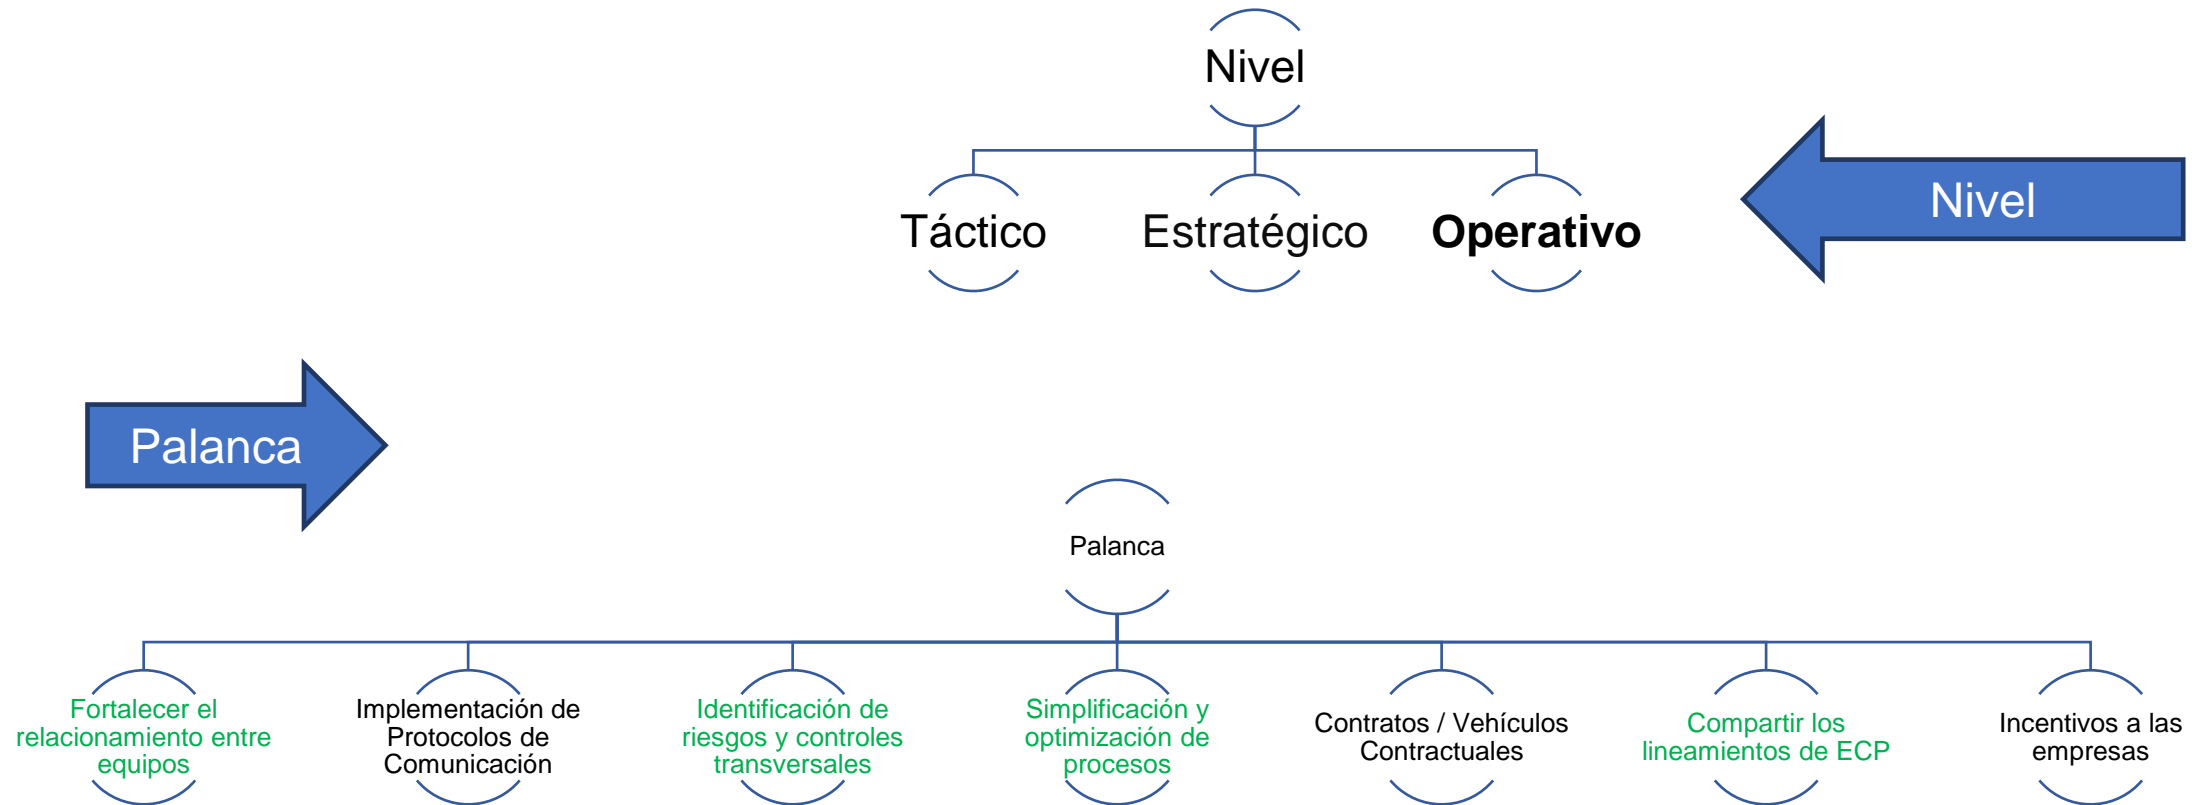 Nivel
Táctico
Estratégico
Operativo
Nivel
Palanca
Palanca
Fortalecer el
relacionamiento entre
equipos
Implementación de
Protocolos de
Comunicación
Identificación de
riesgos y controles
transversales
Simplificación y
optimización de
procesos
Contratos / Vehículos
Contractuales
Compartir los
lineamientos de ECP
Incentivos a las
empresas